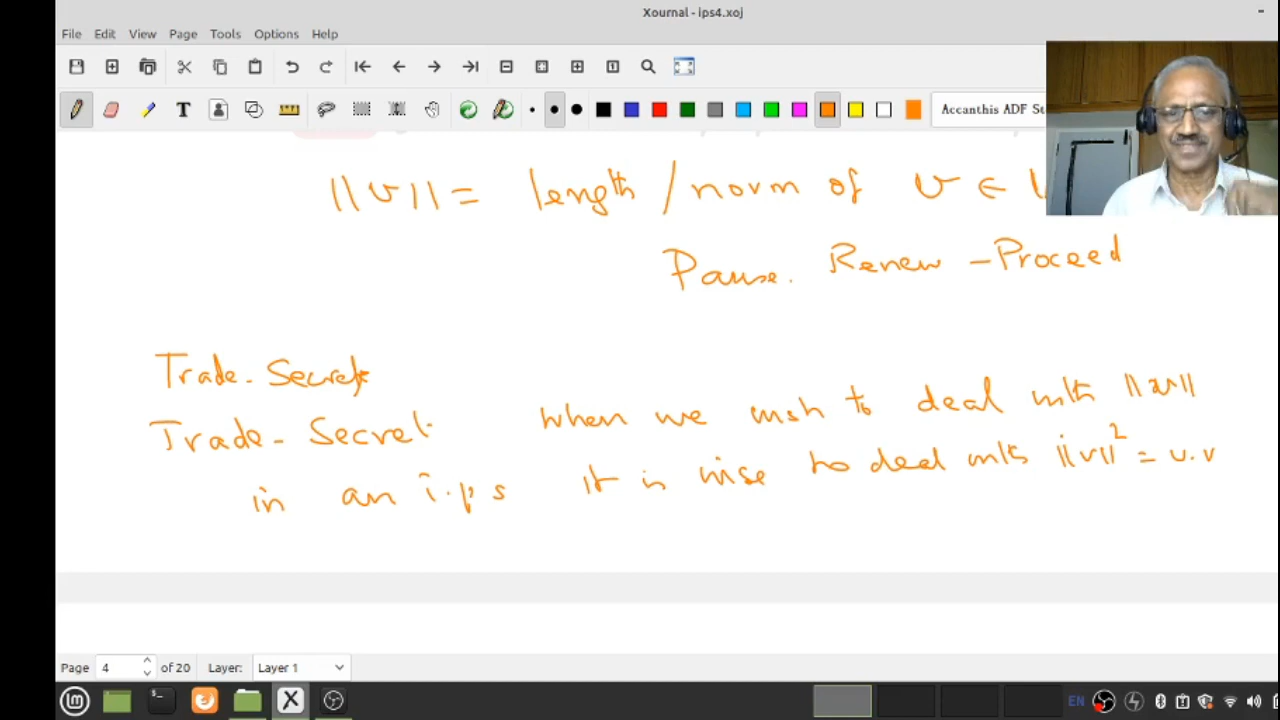 Xournal - ips4.xoj
File Edit View Page Tools Options Help
Accanthis ADF St
||v|| = length / norm of v ∈
Pause. Renew - Proceed
Trade - Secrets
Trade - Secret. When we wish to deal with ||v||
in an i.p.s it is wise to deal with ||v||² = v.v
Page 4 of 20 Layer: Layer 1
EN